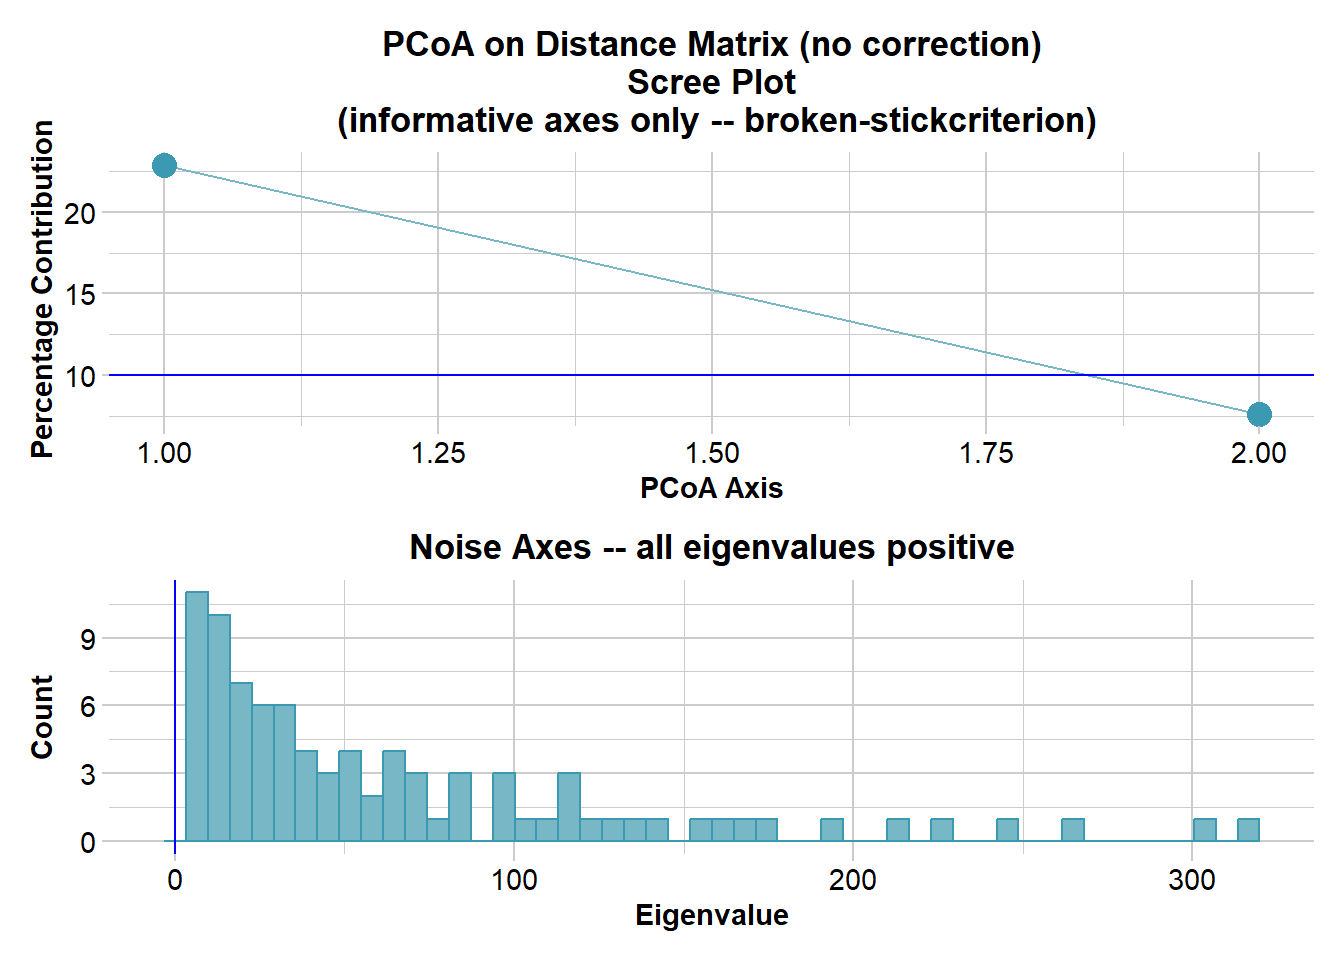 PCoA on Distance Matrix (no correction)
Scree Plot
(informative axes only -- broken-stickcriterion)
Percentage Contribution
20
15
10
1.00 1.25 1.50 1.75 2.00
PCoA Axis
Noise Axes -- all eigenvalues positive
Count
9
6
3
0
0 100 200 300
Eigenvalue